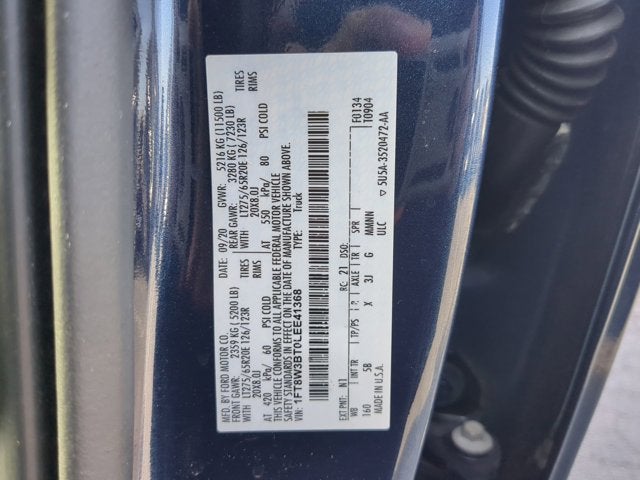 MFD. BY FORD MOTOR CO. DATE: 09/20 GVWR: 5216 KG (11500 LB)
FRONT GAWR: 2359 KG (5200 LB) REAR GAWR: 3280 KG (7230 LB)
WITH LT275/65R20E 126/123R TIRES WITH LT275/65R20E 126/123R TIRES
20X8.0J RIMS 20X8.0J RIMS
AT 420 kPa/ 60 PSI COLD AT 550 kPa/ 80 PSI COLD
THIS VEHICLE CONFORMS TO ALL APPLICABLE FEDERAL MOTOR VEHICLE
SAFETY STANDARDS IN EFFECT ON THE DATE OF MANUFACTURE SHOWN ABOVE.
VIN: 1FT8W3BT0LEE41368 TYPE: Truck
F0134
T0904
EXT PNT: N1 RC: 21 DSO:
WB INT TR TP/PS R AXLE TR SPR
160 5B X 3J G MMNN
MADE IN U.S.A. ULC
▽ 5U5A-3520472-AA